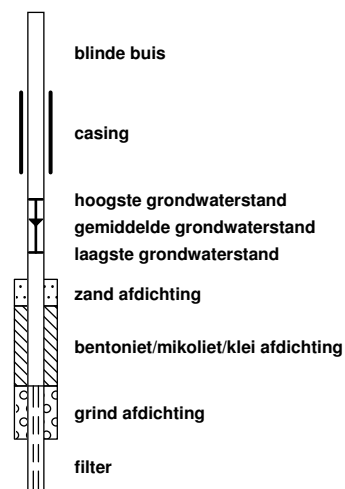 blinde buis
casing
hoogste grondwaterstand
gemiddelde grondwaterstand
laagste grondwaterstand
zand afdichting
bentoniet/mikoliet/klei afdichting
grind afdichting
filter